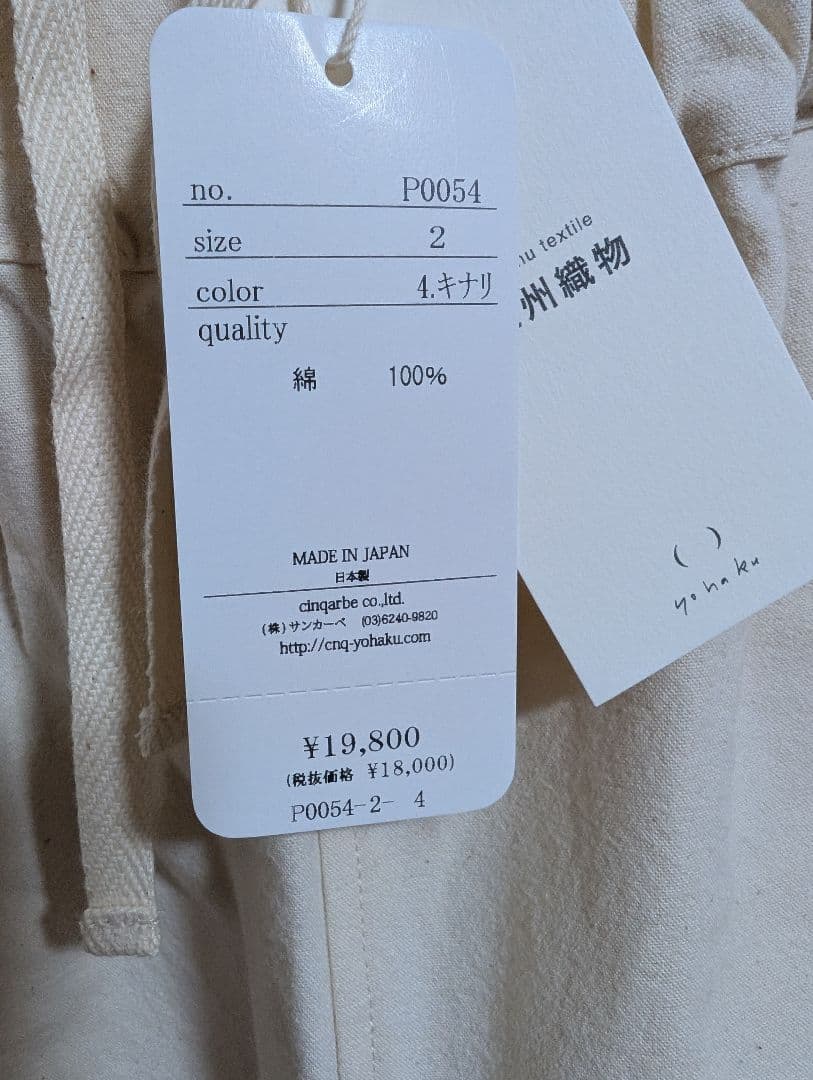 no. P0054
size 2
color 4.キナリ
quality
綿 100%
MADE IN JAPAN
日本製
cinqarbe co.,ltd.
(株)サンカーベ (03)6240-9820
http://cnq-yohaku.com
¥19,800
(税抜価格 ¥18,000)
P0054-2- 4
textile
州織物
( )
yohaku